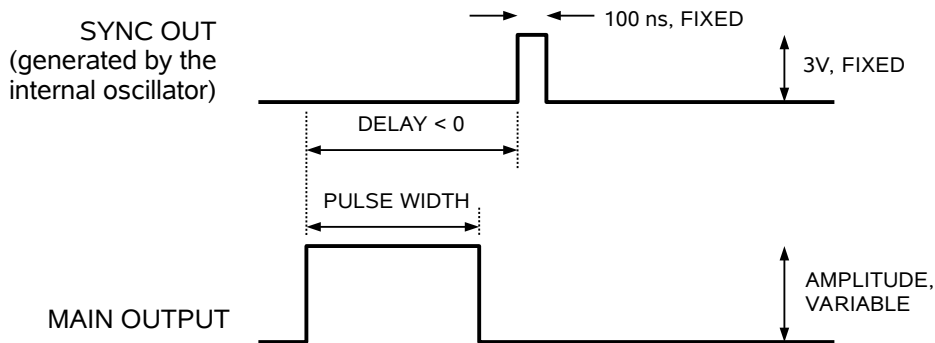 SYNC OUT
(generated by the
internal oscillator)
100 ns, FIXED
3V, FIXED
DELAY < 0
PULSE WIDTH
AMPLITUDE,
VARIABLE
MAIN OUTPUT